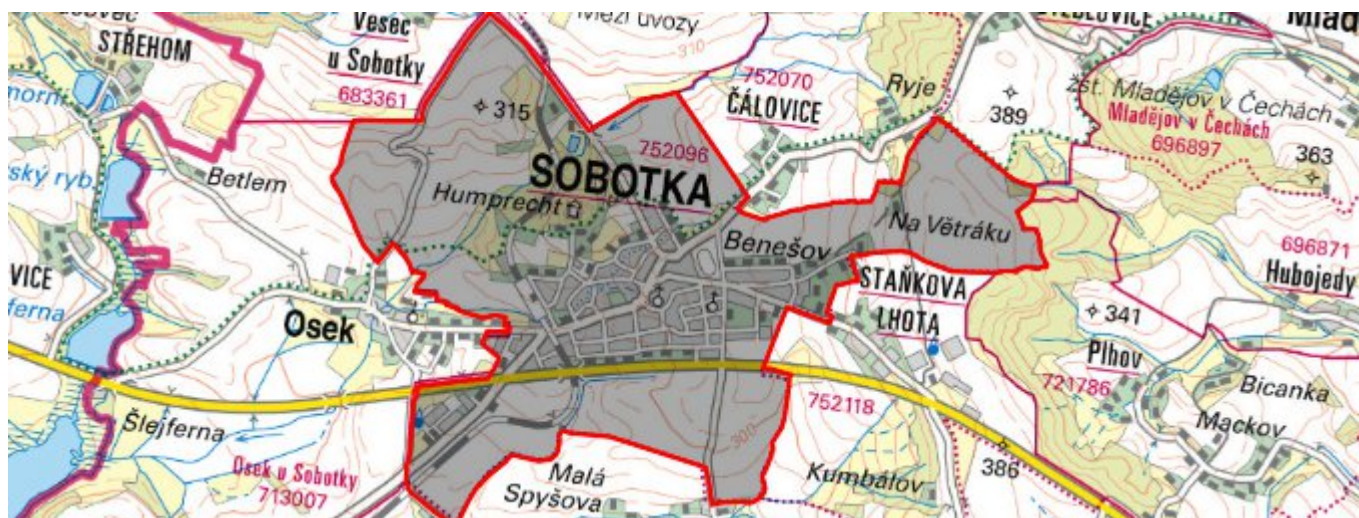 Vesec
u Sobotky
683361
STŘEHOM
Mezi úvozy
310
752070
ČÁLOVICE
Ryje
389
zst. Mladějov v Čechách
Mladějov v Čechách
696897
363
Mlad
315
752096
SOBOTKA
Humprecht
Betlem
ský ryb.
Benešov
Na Větráku
696871
Hubojedy
VICE
ferna
Osek
STAŇKOVA
LHOTA
341
Plhov
721786
Bicanka
Mackov
Šlejferna
752118
300
386
Osek u Sobotky
713007
Malá
Spyšova
Kumbálov